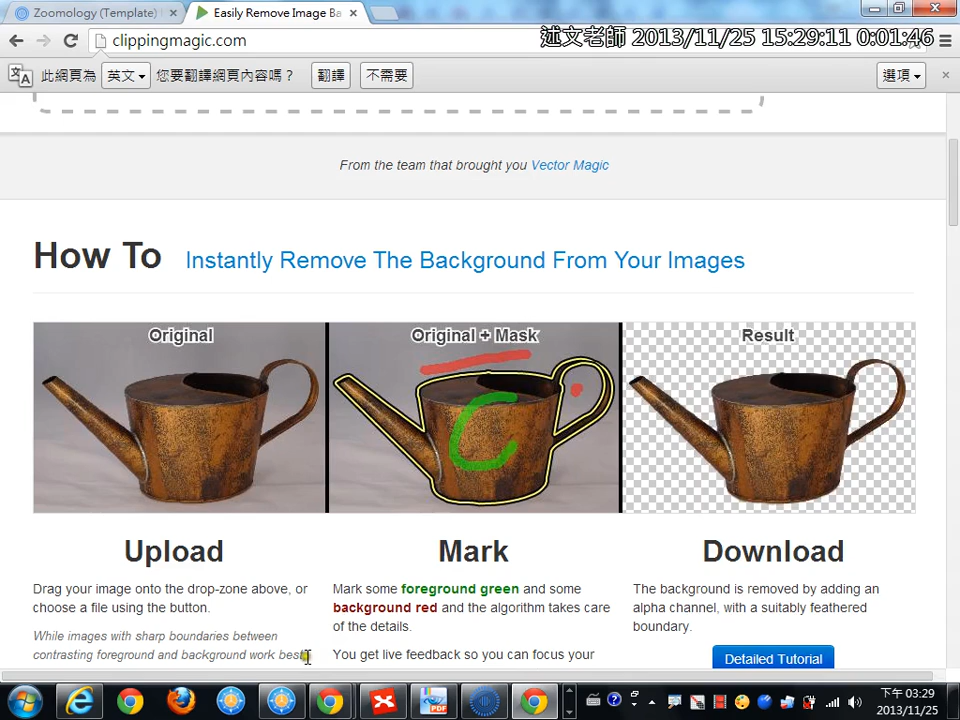 Zoomology (Template)
Easily Remove Image Ba
clippingmagic.com
述文老師 2013/11/25 15:29:11 0:01:46
此網頁為 英文 您要翻譯網頁內容嗎？ 翻譯 不需要 選項
From the team that brought you Vector Magic
How To Instantly Remove The Background From Your Images
Original
Original + Mask
Result
Upload
Drag your image onto the drop-zone above, or
choose a file using the button.
While images with sharp boundaries between
contrasting foreground and background work best,
Mark
Mark some foreground green and some
background red and the algorithm takes care
of the details.
You get live feedback so you can focus your
Download
The background is removed by adding an
alpha channel, with a suitably feathered
boundary.
Detailed Tutorial
PDF
下午 03:29
2013/11/25